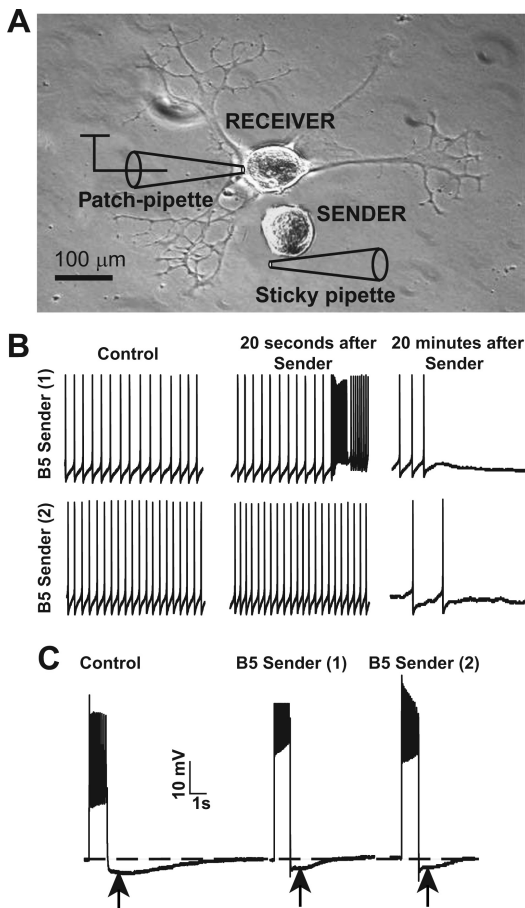 A
RECEIVER
Patch-pipette
SENDER
100 μm
Sticky pipette
B
Control
20 seconds after
Sender
20 minutes after
Sender
B5 Sender (1)
B5 Sender (2)
C
Control
B5 Sender (1)
B5 Sender (2)
10 mV
1s